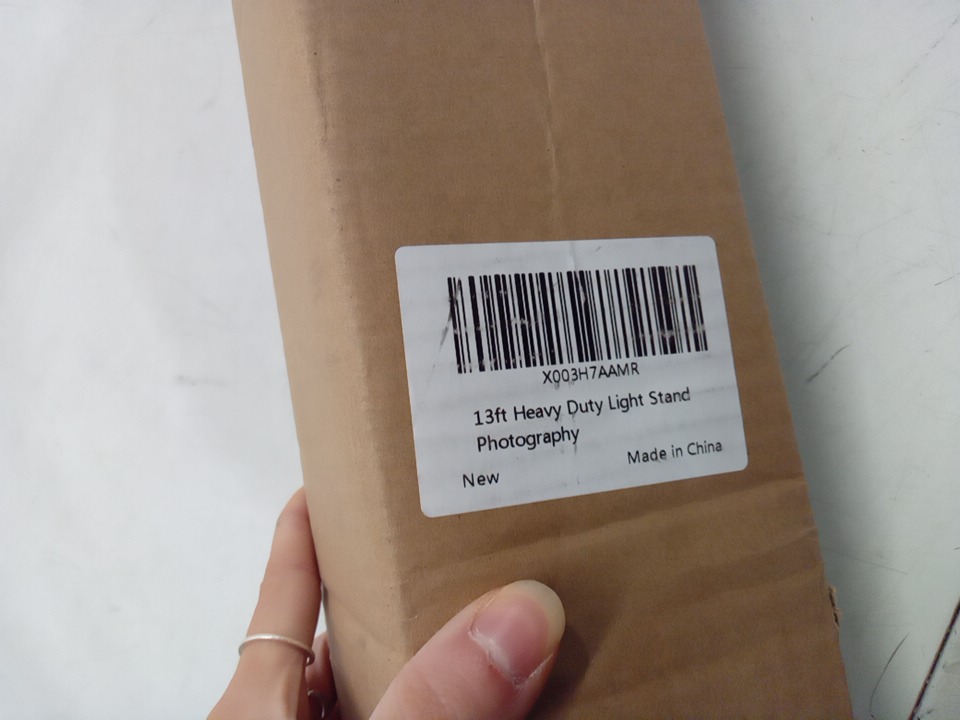 X003H7AAMR
13ft Heavy Duty Light Stand
Photography
New
Made in China